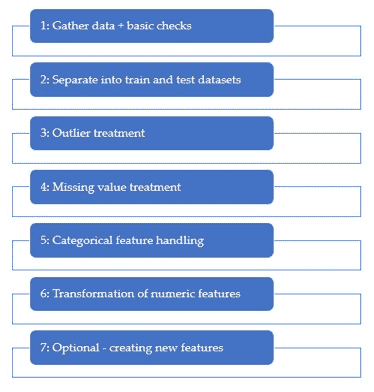 1: Gather data + basic checks
2: Separate into train and test datasets
3: Outlier treatment
4: Missing value treatment
5: Categorical feature handling
6: Transformation of numeric features
7: Optional - creating new features